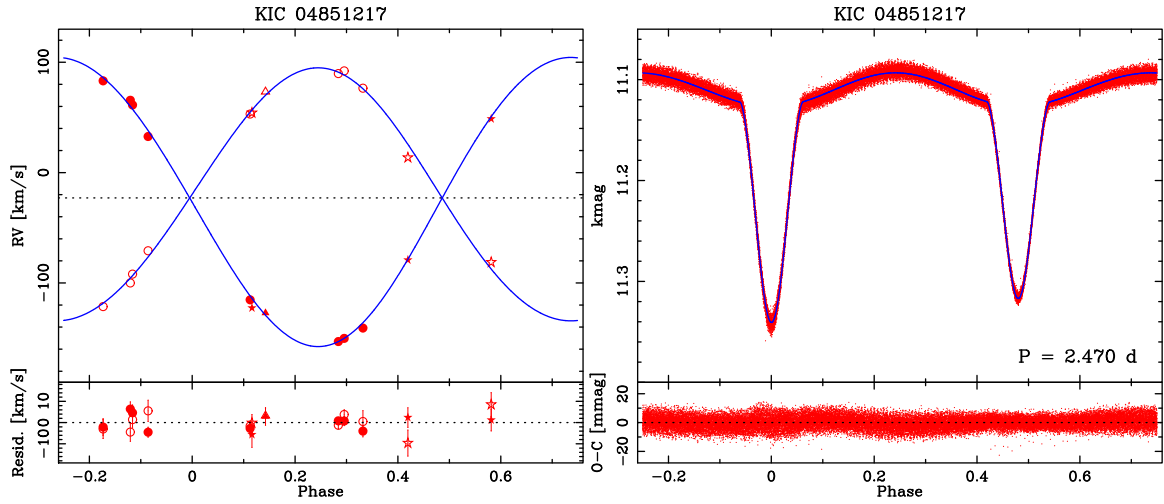 KIC 04851217
100
0
−100
RV [km/s]
10
0
−10
Resid. [km/s]
−0.2
0
0.2
0.4
0.6
Phase
KIC 04851217
11.1
11.2
11.3
kmag
P = 2.470 d
20
0
−20
O−C [mmag]
−0.2
0
0.2
0.4
0.6
Phase